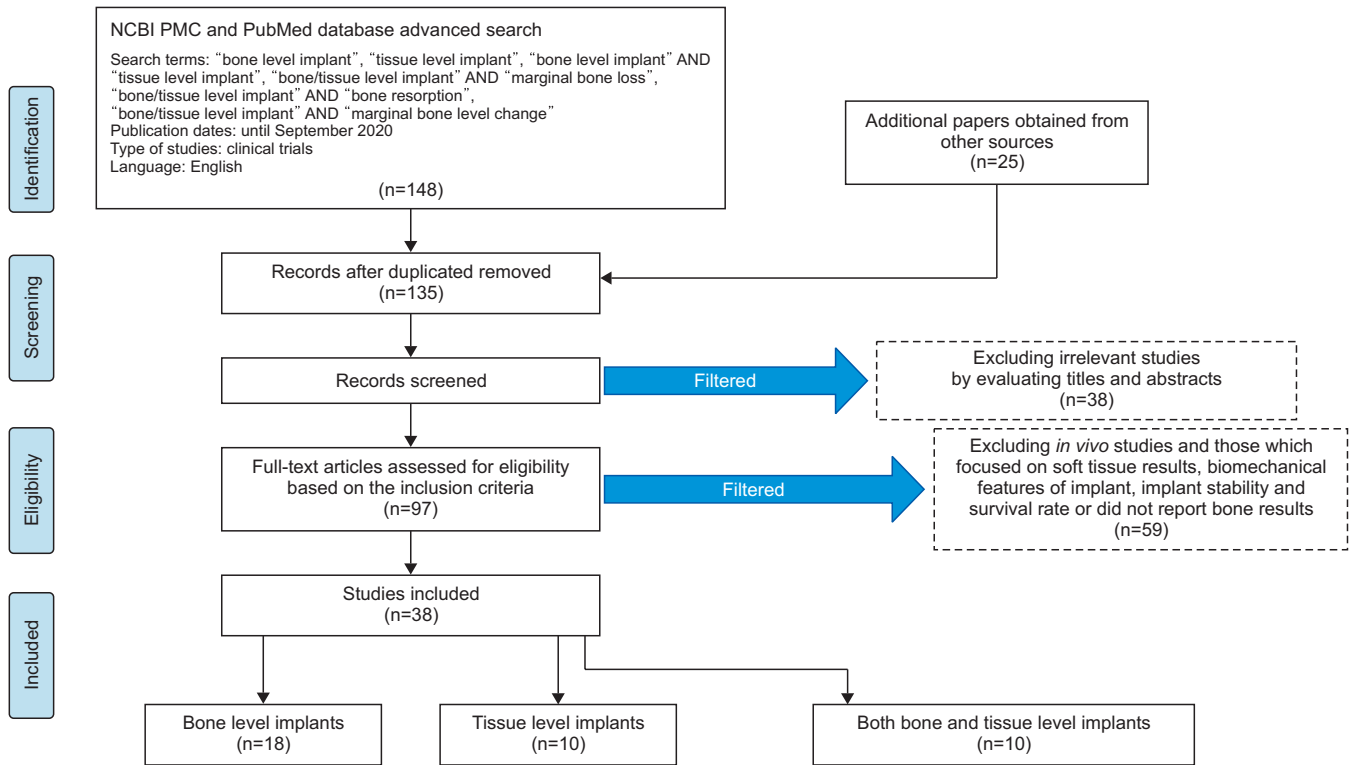 Identification
NCBI PMC and PubMed database advanced search
Search terms: “bone level implant”, “tissue level implant”, “bone level implant” AND
“tissue level implant”, “bone/tissue level implant” AND “marginal bone loss”,
“bone/tissue level implant” AND “bone resorption”,
“bone/tissue level implant” AND “marginal bone level change”
Publication dates: until September 2020
Type of studies: clinical trials
Language: English
(n=148)
Additional papers obtained from
other sources
(n=25)
Screening
Records after duplicated removed
(n=135)
Records screened
Filtered
Excluding irrelevant studies
by evaluating titles and abstracts
(n=38)
Eligibility
Full-text articles assessed for eligibility
based on the inclusion criteria
(n=97)
Filtered
Excluding in vivo studies and those which
focused on soft tissue results, biomechanical
features of implant, implant stability and
survival rate or did not report bone results
(n=59)
Included
Studies included
(n=38)
Bone level implants
(n=18)
Tissue level implants
(n=10)
Both bone and tissue level implants
(n=10)